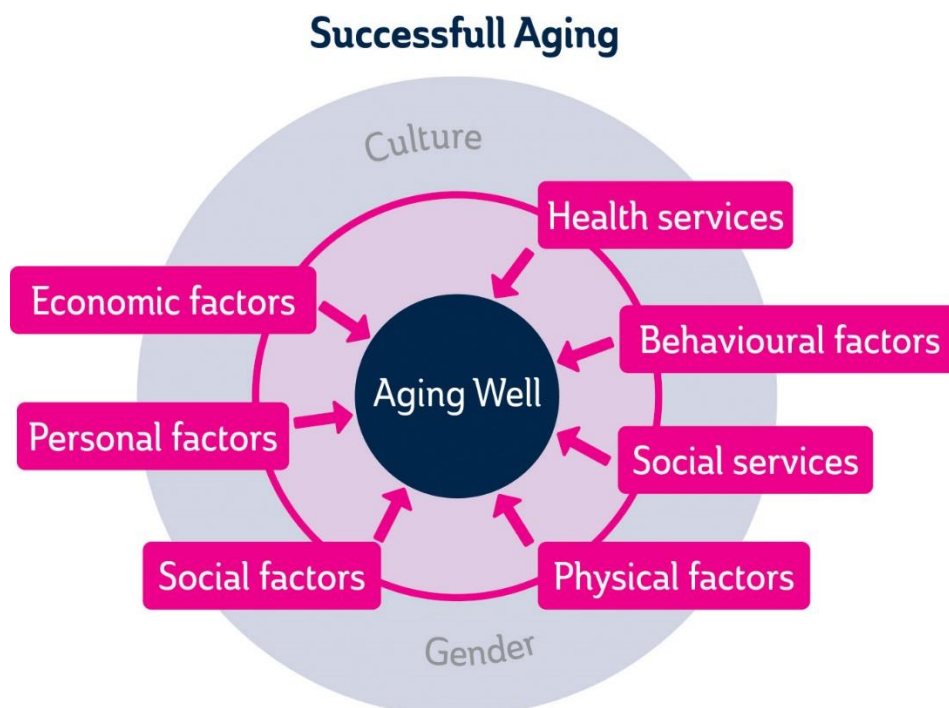 Successfull Aging
Culture
Health services
Economic factors
Behavioural factors
Aging Well
Personal factors
Social services
Social factors
Physical factors
Gender